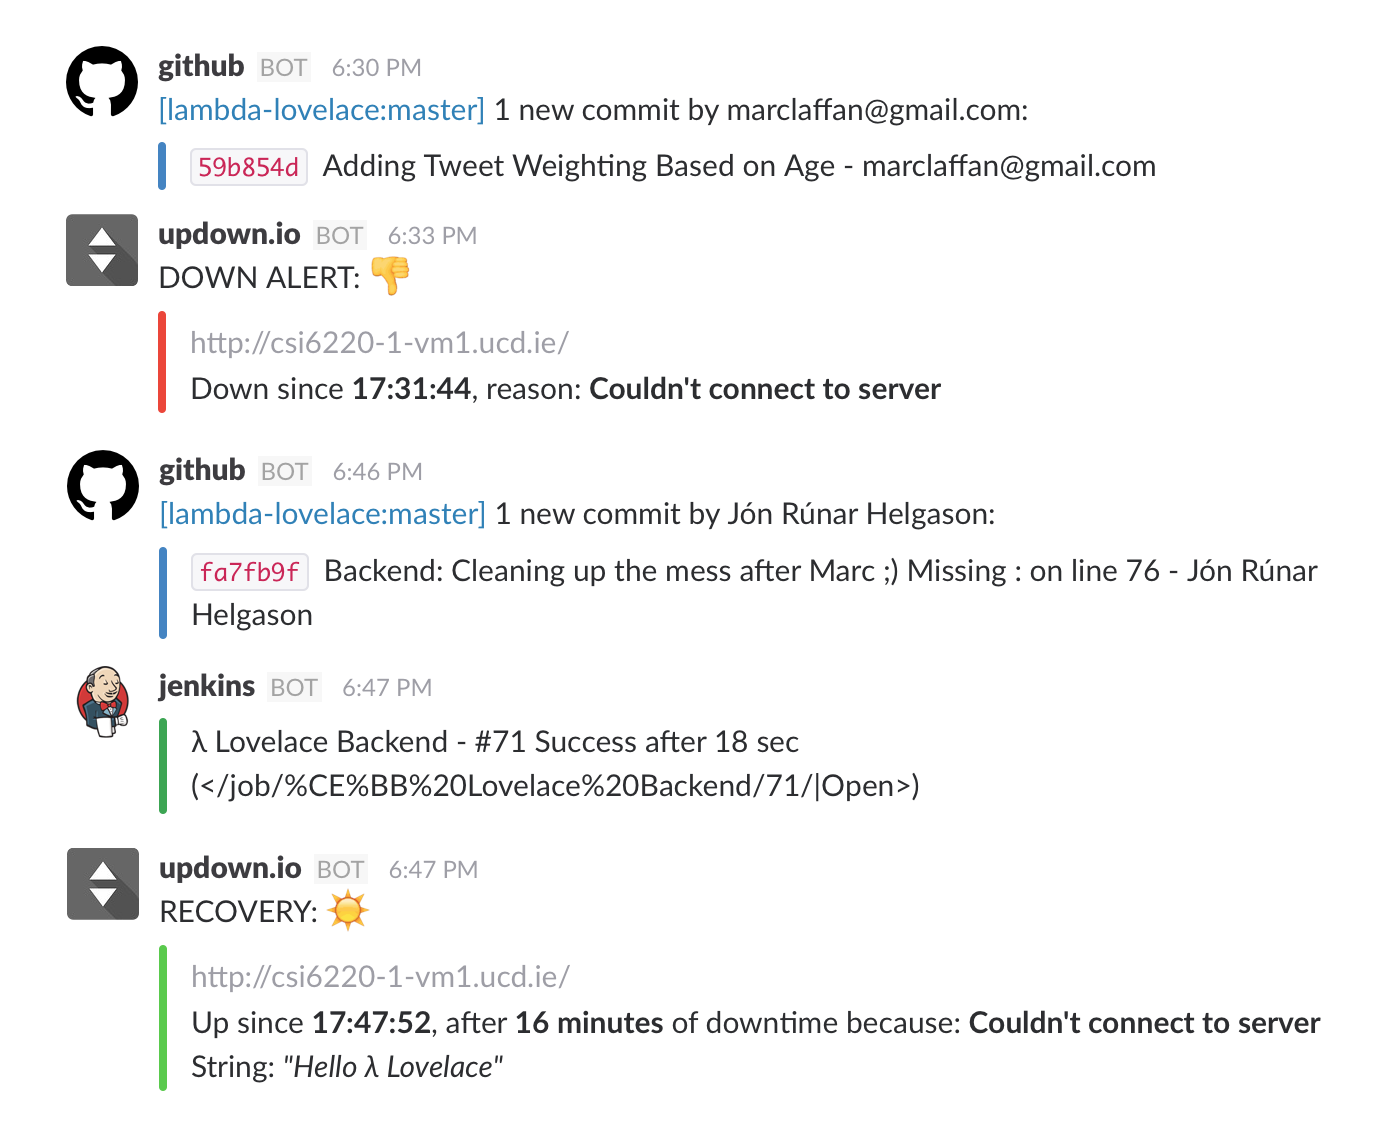 github BOT 6:30 PM
[lambda-lovelace:master] 1 new commit by marclaffan@gmail.com:
59b854d Adding Tweet Weighting Based on Age - marclaffan@gmail.com
updown.io BOT 6:33 PM
DOWN ALERT: 👎
http://csi6220-1-vm1.ucd.ie/
Down since 17:31:44, reason: Couldn't connect to server
github BOT 6:46 PM
[lambda-lovelace:master] 1 new commit by Jón Rúnar Helgason:
fa7fb9f Backend: Cleaning up the mess after Marc ;) Missing : on line 76 - Jón Rúnar
Helgason
jenkins BOT 6:47 PM
λ Lovelace Backend - #71 Success after 18 sec
(</job/%CE%BB%20Lovelace%20Backend/71/|Open>)
updown.io BOT 6:47 PM
RECOVERY: ☀️
http://csi6220-1-vm1.ucd.ie/
Up since 17:47:52, after 16 minutes of downtime because: Couldn't connect to server
String: "Hello λ Lovelace"